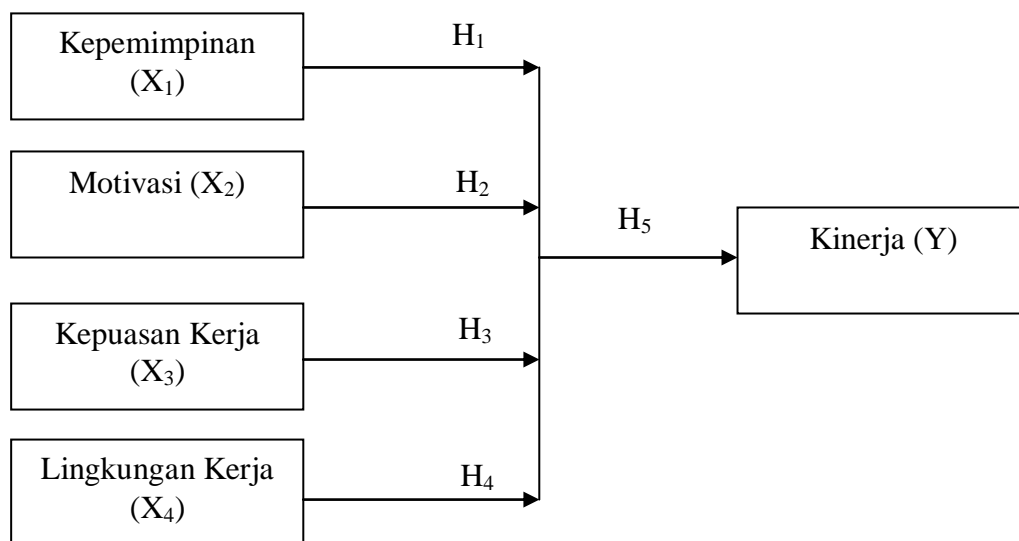 Kepemimpinan
(X₁)
H₁
Motivasi (X₂)
H₂
H₅
Kinerja (Y)
Kepuasan Kerja
(X₃)
H₃
Lingkungan Kerja
(X₄)
H₄